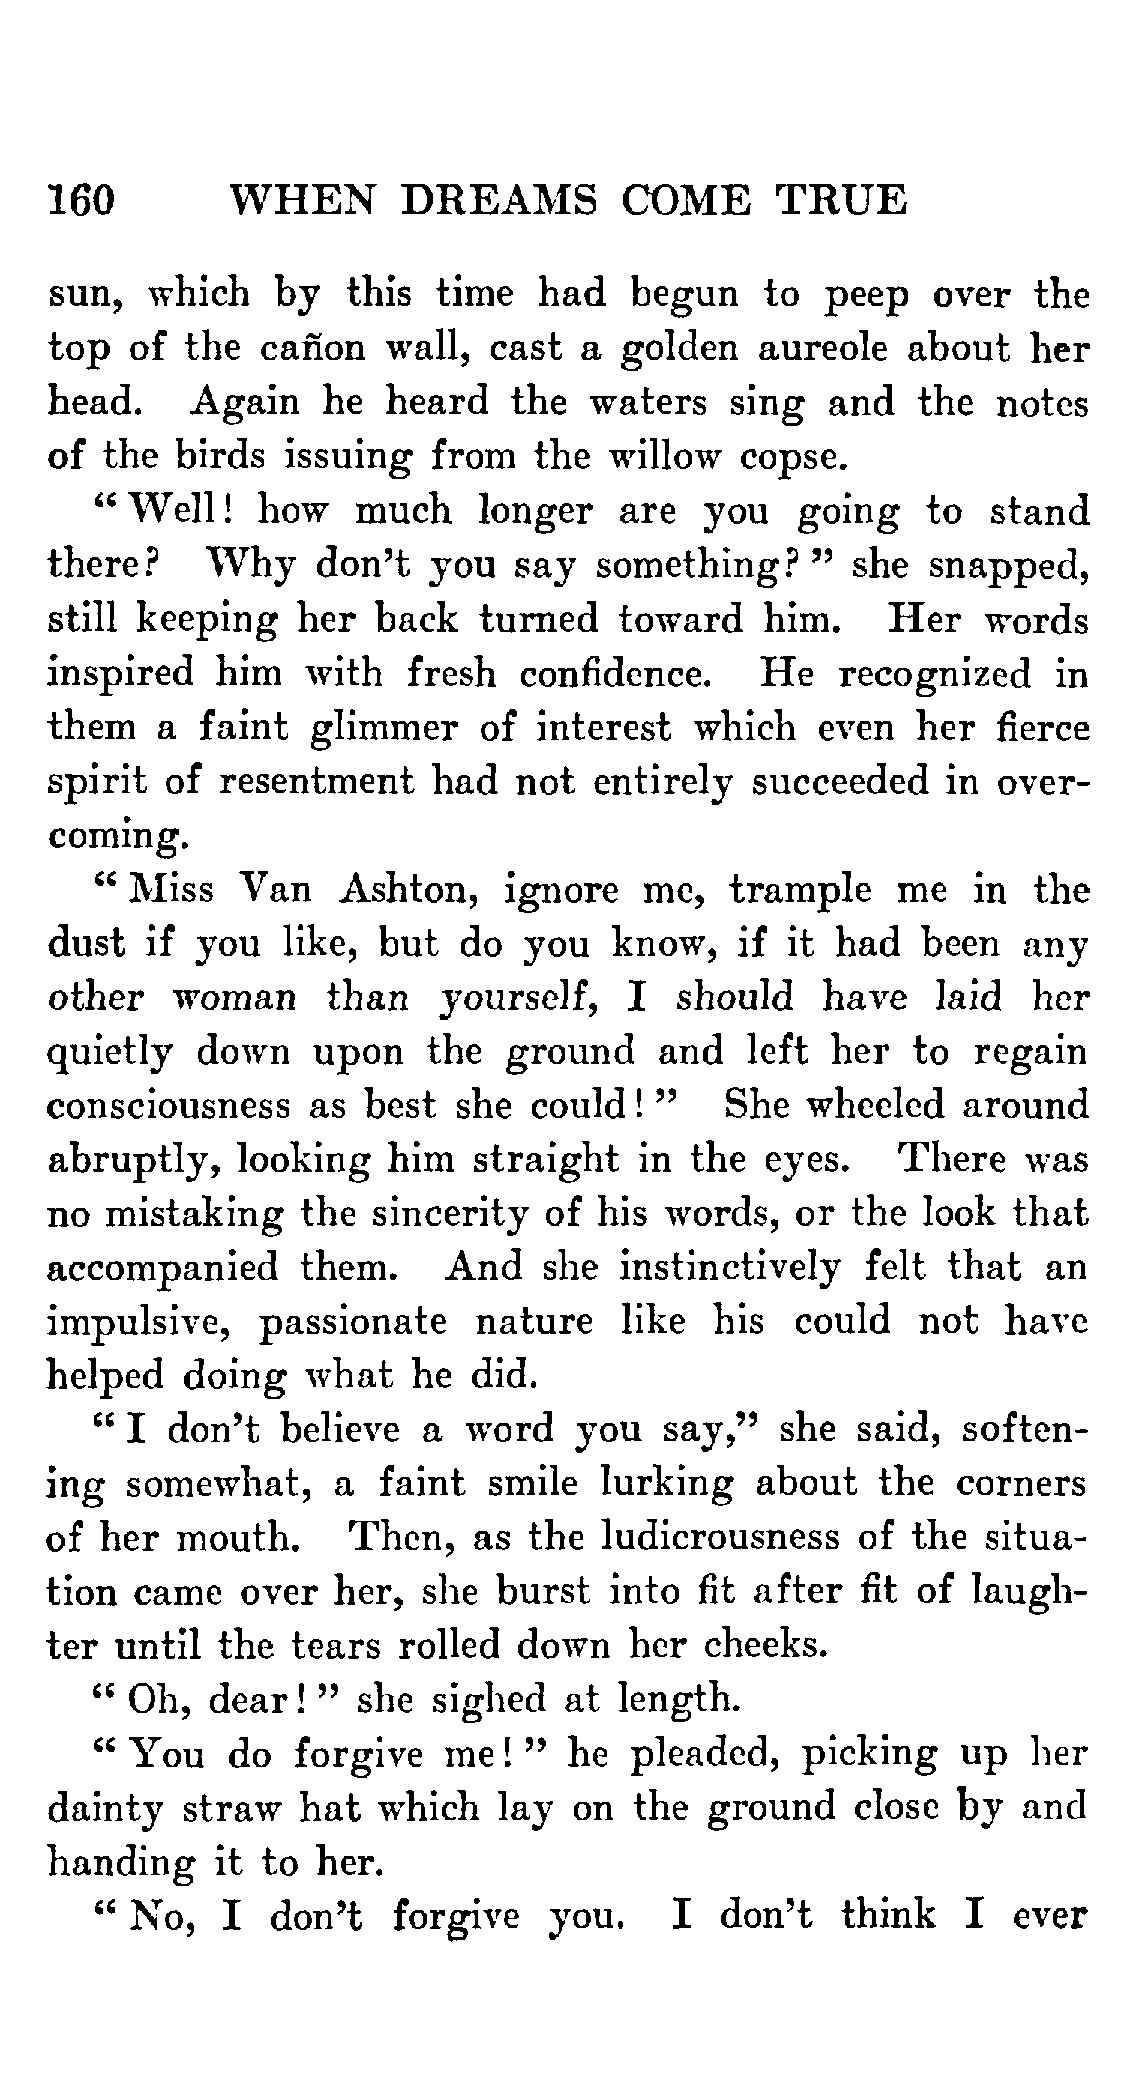 160 WHEN DREAMS COME TRUE
sun, which by this time had begun to peep over the
top of the cañon wall, cast a golden aureole about her
head. Again he heard the waters sing and the notes
of the birds issuing from the willow copse.
“ Well! how much longer are you going to stand
there? Why don’t you say something? ” she snapped,
still keeping her back turned toward him. Her words
inspired him with fresh confidence. He recognized in
them a faint glimmer of interest which even her fierce
spirit of resentment had not entirely succeeded in over-
coming.
“ Miss Van Ashton, ignore me, trample me in the
dust if you like, but do you know, if it had been any
other woman than yourself, I should have laid her
quietly down upon the ground and left her to regain
consciousness as best she could! ” She wheeled around
abruptly, looking him straight in the eyes. There was
no mistaking the sincerity of his words, or the look that
accompanied them. And she instinctively felt that an
impulsive, passionate nature like his could not have
helped doing what he did.
“ I don’t believe a word you say,” she said, soften-
ing somewhat, a faint smile lurking about the corners
of her mouth. Then, as the ludicrousness of the situa-
tion came over her, she burst into fit after fit of laugh-
ter until the tears rolled down her cheeks.
“ Oh, dear! ” she sighed at length.
“ You do forgive me! ” he pleaded, picking up her
dainty straw hat which lay on the ground close by and
handing it to her.
“ No, I don’t forgive you. I don’t think I ever